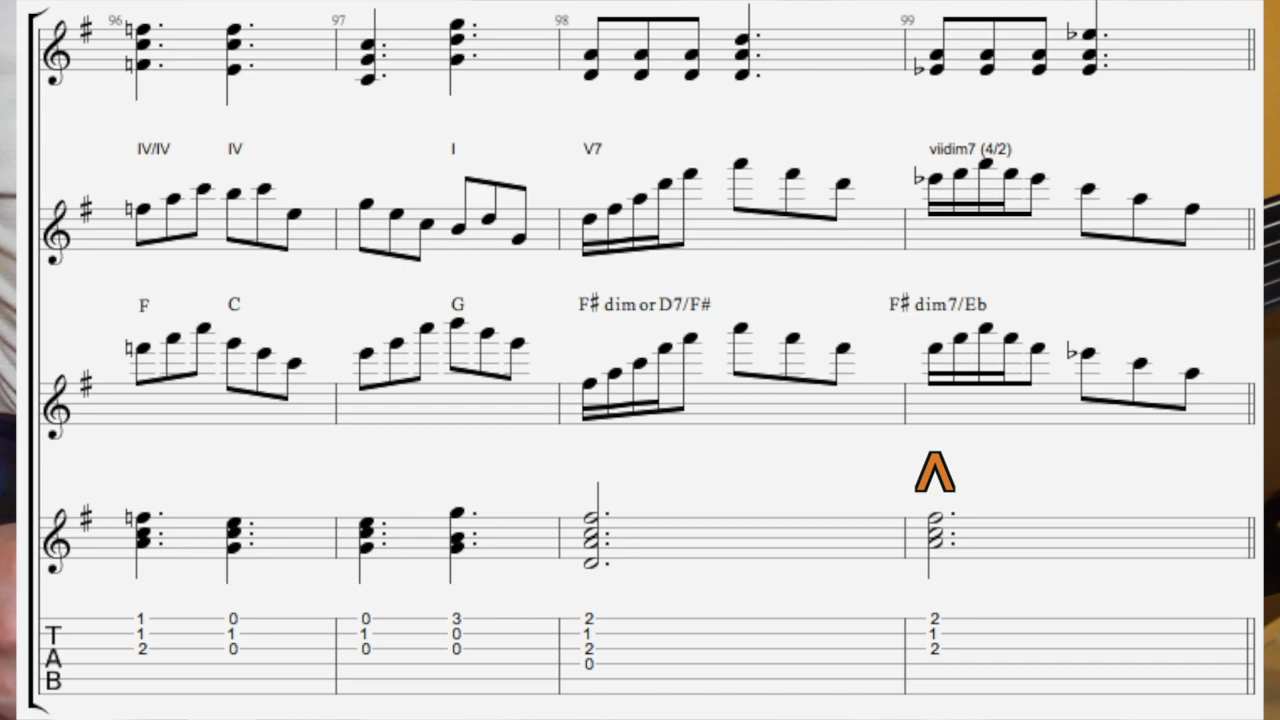 96 97 98 99
IV/IV IV I V7 viidim7 (4/2)
F C G F♯ dim or D7/F# F♯ dim7/Eb
1 0 0 3 2 2
T 1 1 1 0 1 1
A 2 0 0 0 2 2
0
B